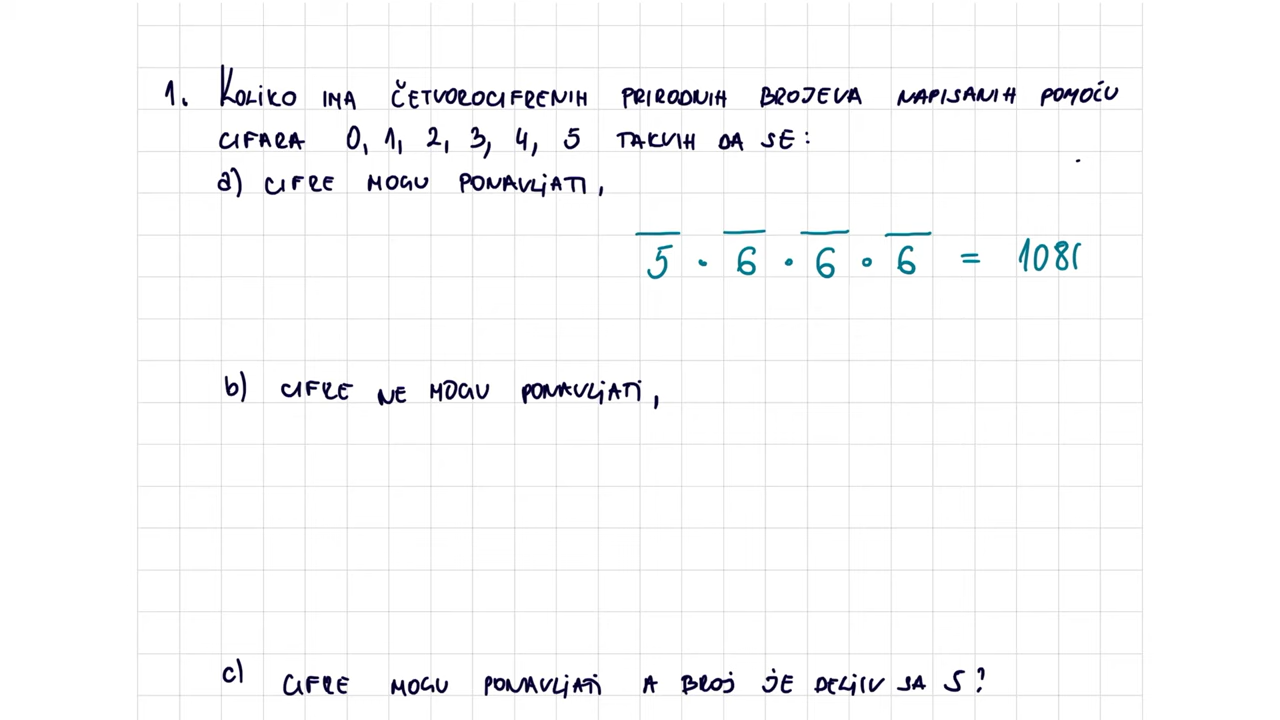 1. KOLIKO IMA ČETVOROCIFRENIH PRIRODNIH BROJEVA NAPISANIH POMOĆU
CIFARA 0, 1, 2, 3, 4, 5 TAKVIH DA SE:
a) CIFRE MOGU PONAVLJATI,
5 · 6 · 6 · 6 = 108
b) CIFRE NE MOGU PONAVLJATI,
c) CIFRE MOGU PONAVLJATI A BROJ JE DELJIV SA 5?